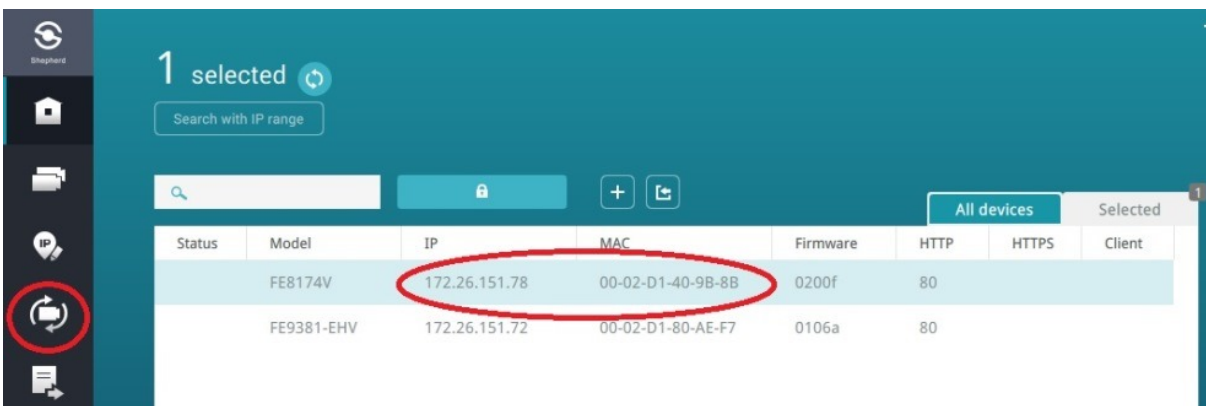 Shepherd
1 selected
Search with IP range
All devices Selected 1
Status Model IP MAC Firmware HTTP HTTPS Client
FE8174V 172.26.151.78 00-02-D1-40-9B-8B 0200f 80
FE9381-EHV 172.26.151.72 00-02-D1-80-AE-F7 0106a 80
IP